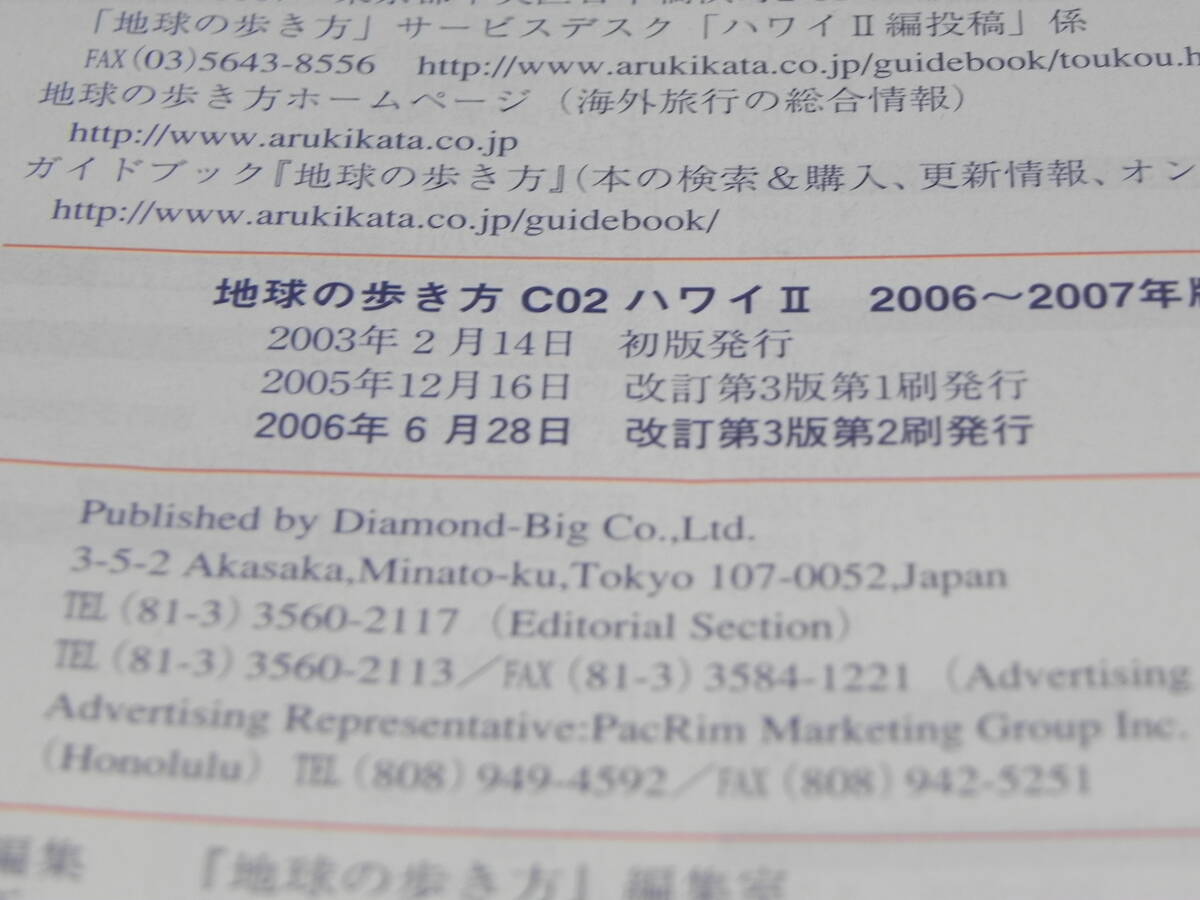 「地球の歩き方」サービスデスク「ハワイⅡ編投稿」係
FAX (03)5643-8556 http://www.arukikata.co.jp/guidebook/toukou.h
地球の歩き方ホームページ（海外旅行の総合情報）
http://www.arukikata.co.jp
ガイドブック『地球の歩き方』(本の検索&購入、更新情報、オン
http://www.arukikata.co.jp/guidebook/
地球の歩き方 C02 ハワイⅡ 2006〜2007年版
2003年 2 月14日 初版発行
2005年12月16日 改訂第3版第1刷発行
2006年 6 月28日 改訂第3版第2刷発行
Published by Diamond-Big Co.,Ltd.
3-5-2 Akasaka,Minato-ku,Tokyo 107-0052,Japan
TEL (81-3) 3560-2117 (Editorial Section)
TEL (81-3) 3560-2113／FAX (81-3) 3584-1221 (Advertising
Advertising Representative:PacRim Marketing Group Inc.
(Honolulu) TEL (808) 949-4592／FAX (808) 942-5251
編集 『地球の歩き方』編集室